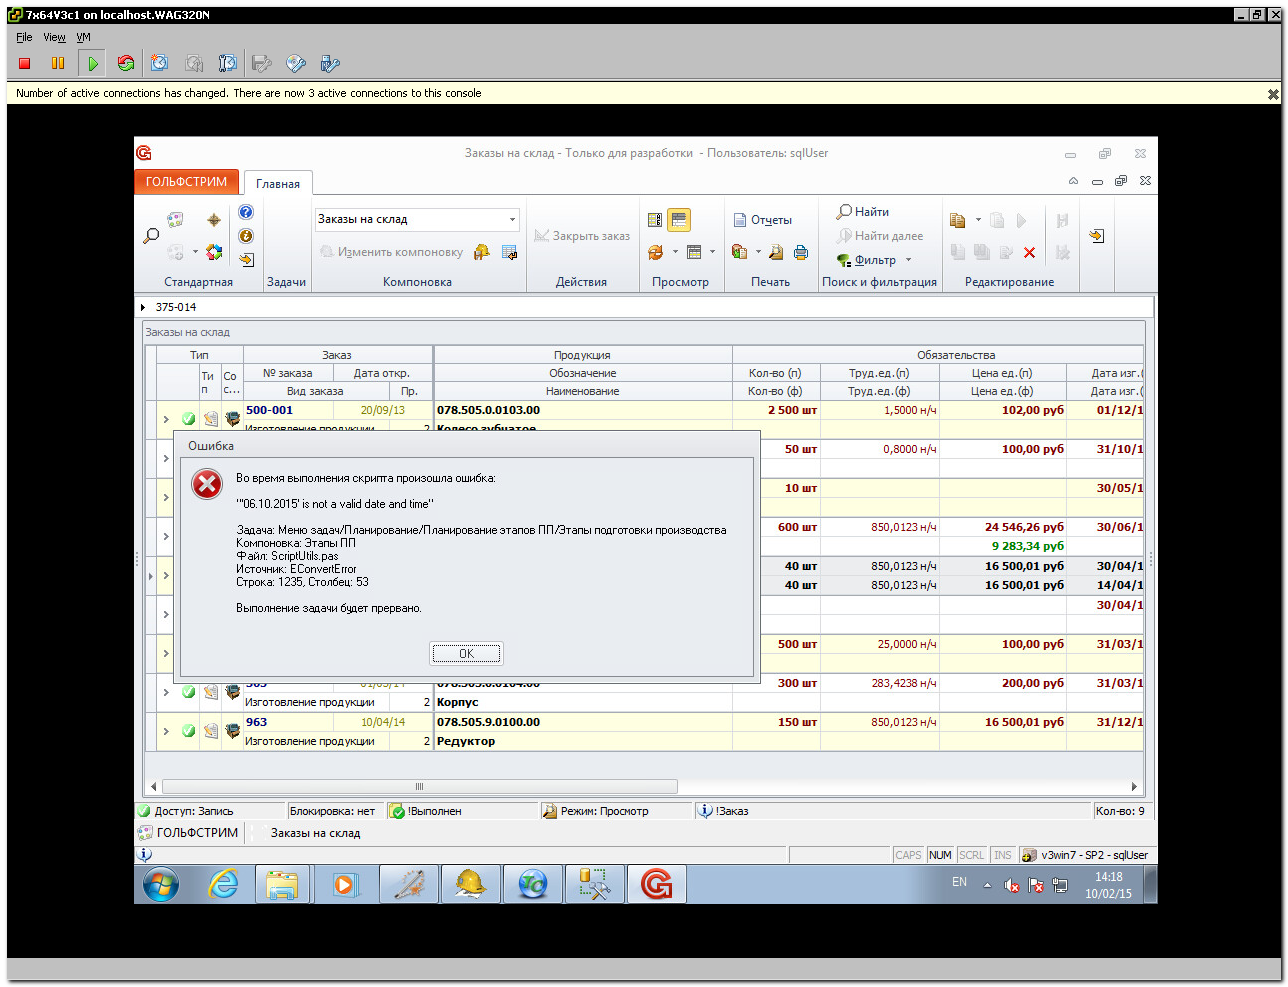 7x64V3c1 on localhost.WAG320N
File View VM
Number of active connections has changed. There are now 3 active connections to this console
Заказы на склад - Только для разработки - Пользователь: sqlUser
ГОЛЬФСТРИМ Главная
Заказы на склад
Изменить компоновку
Закрыть заказ
Отчеты
Найти
Найти далее
Фильтр
Стандартная Задачи Компоновка Действия Просмотр Печать Поиск и фильтрация Редактирование
375-014
Заказы на склад
Тип Заказ Продукция Обязательства
Ти п Со с... № заказа Дата откр. Обозначение Кол-во (п) Труд.ед.(п) Цена ед.(п) Дата изг.(
Вид заказа Пр. Наименование Кол-во (ф) Труд.ед.(ф) Цена ед.(ф) Дата изг.(
500-001 20/09/13 078.505.0.0103.00 2 500 шт 1,5000 н/ч 102,00 руб 01/12/1
Изготовление продукции 2 Колесо зубчатое
50 шт 0,8000 н/ч 100,00 руб 31/10/1
10 шт 30/05/1
600 шт 850,0123 н/ч 24 546,26 руб 30/06/1
9 283,34 руб
40 шт 850,0123 н/ч 16 500,01 руб 30/04/1
40 шт 850,0123 н/ч 16 500,01 руб 14/04/1
30/04/1
500 шт 25,0000 н/ч 100,00 руб 31/03/1
300 шт 283,4238 н/ч 200,00 руб 31/03/1
Изготовление продукции 2 Корпус
963 10/04/14 078.505.9.0100.00 150 шт 850,0123 н/ч 16 500,01 руб 31/12/1
Изготовление продукции 2 Редуктор
Ошибка
Во время выполнения скрипта произошла ошибка:
'"06.10.2015' is not a valid date and time"
Задача: Меню задач/Планирование/Планирование этапов ПП/Этапы подготовки производства
Компоновка: Этапы ПП
Файл: ScriptUtils.pas
Источник: EConvertError
Строка: 1235, Столбец: 53
Выполнение задачи будет прервано.
OK
Доступ: Запись Блокировка: нет !Выполнен Режим: Просмотр !Заказ Кол-во: 9
ГОЛЬФСТРИМ Заказы на склад
CAPS NUM SCRL INS v3win7 - SP2 - sqlUser
EN 14:18
10/02/15